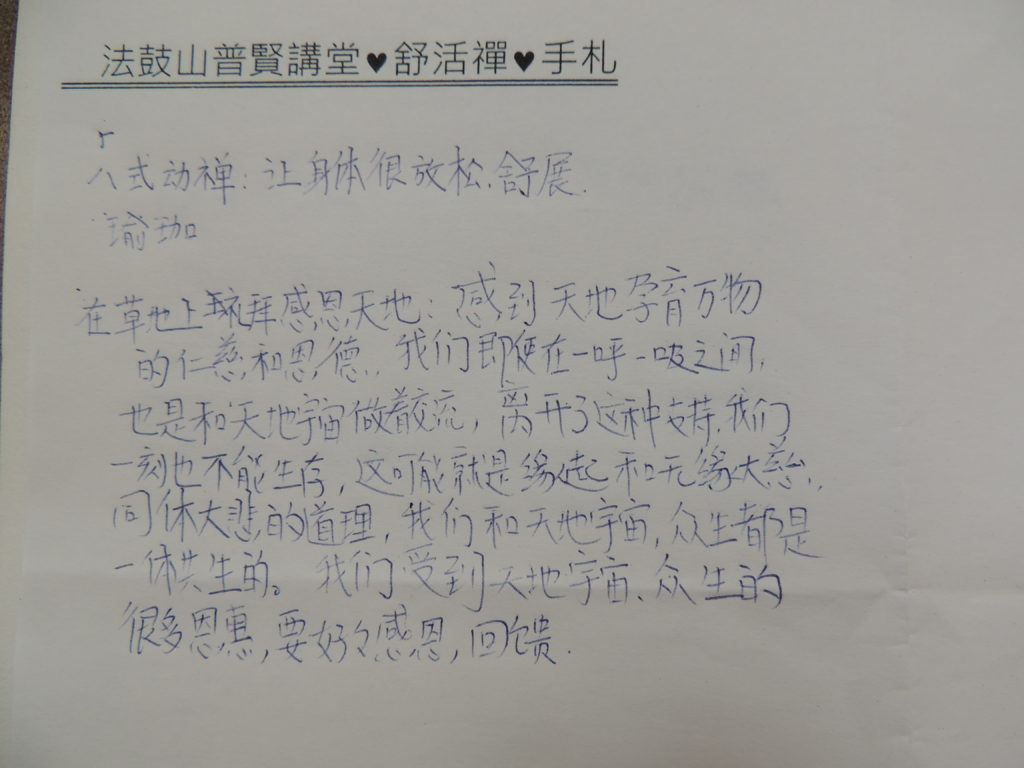 法鼓山普賢講堂♥舒活禪♥手札
八式动禅：让身体很放松、舒展.
瑜珈
在草地上 拜感恩天地：感到天地孕育万物
的仁慈和恩德. 我们即使在一呼一吸之间,
也是和天地宇宙做着交流, 离开了这种支持, 我们
一刻也不能生存, 这可能就是缘起和无缘大慈,
同体大悲的道理, 我们和天地宇宙, 众生都是
一体共生的。我们受到天地宇宙、众生的
很多恩惠, 要好々感恩, 回馈.